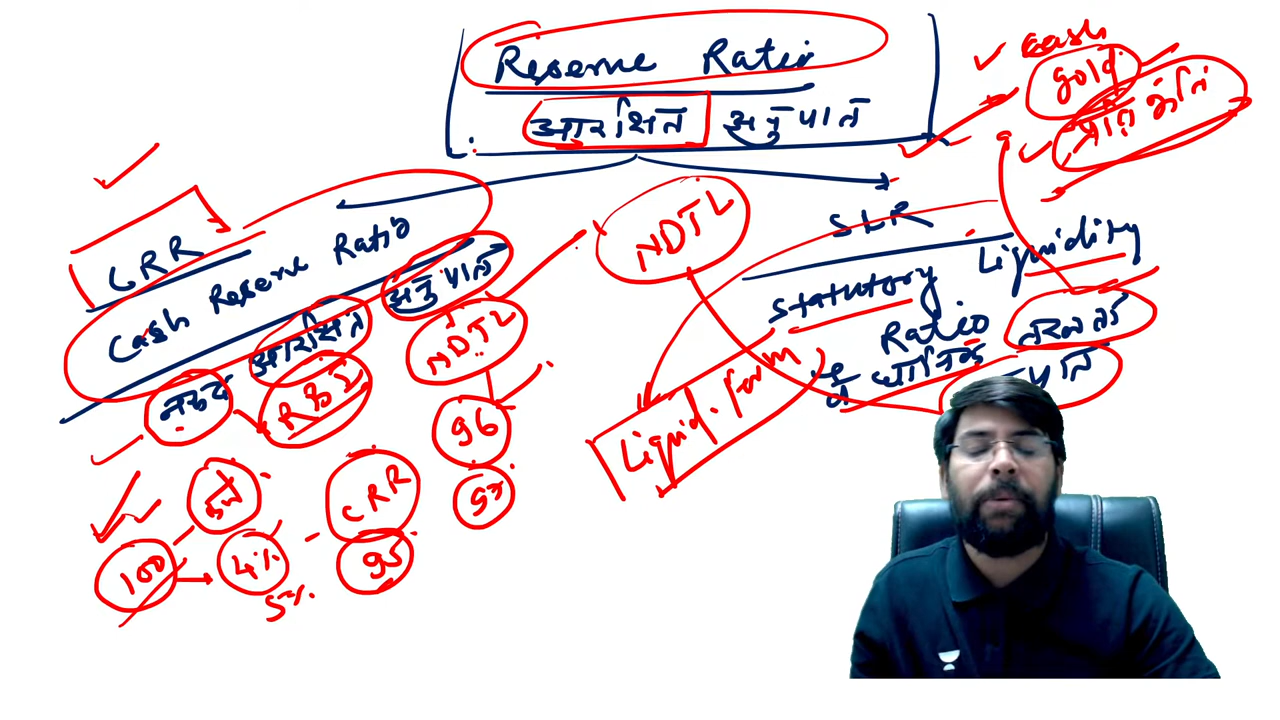 Reserve Ratio
आरक्षित अनुपात
CRR
Cash Reserve Ratio
नकद आरक्षित अनुपात
RBI
NDTL
96
5%
100
4%
5%
CRR
95
NDTL
SLR
Statutory Liquidity
Ratio
तरलता
Liquid form
cash
gold